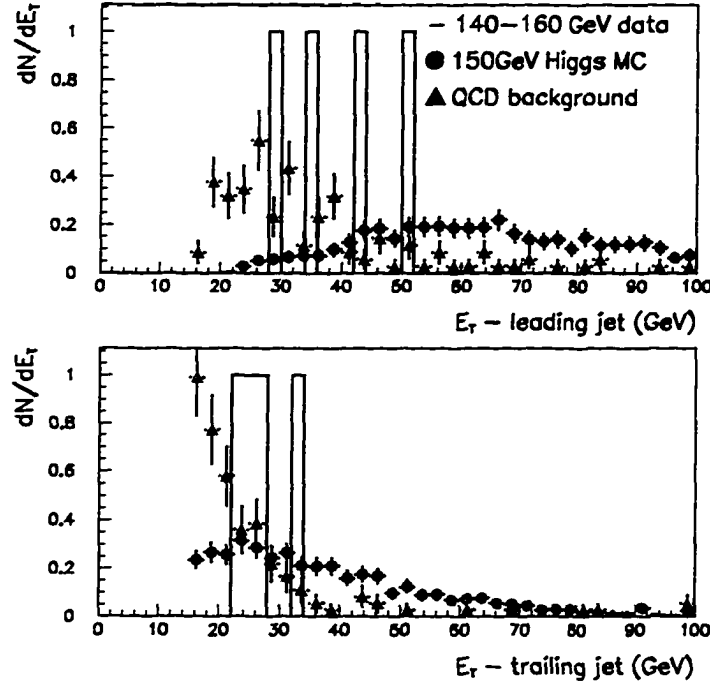 dN/dE_T
1
0.8
0.6
0.4
0.2
0
– 140–160 GeV data
● 150GeV Higgs MC
▲ QCD background
0 10 20 30 40 50 60 70 80 90 100
E_T – leading jet (GeV)
dN/dE_T
1
0.8
0.6
0.4
0.2
0
0 10 20 30 40 50 60 70 80 90 100
E_T – trailing jet (GeV)